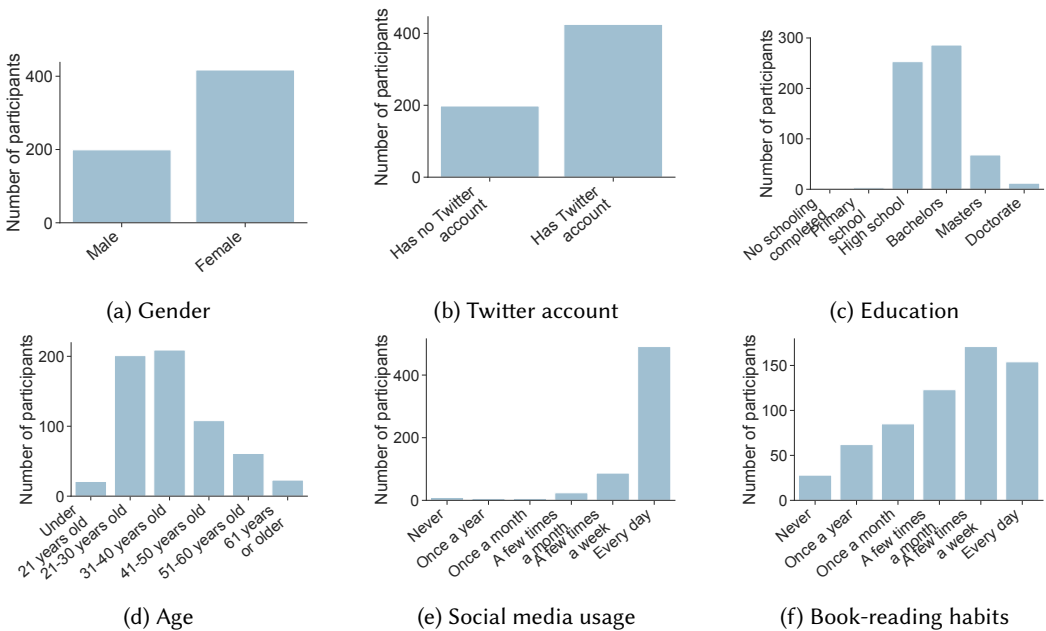 Number of participants
400
200
0
Male
Female
(a) Gender
Number of participants
400
200
0
Has no Twitter
account
Has Twitter
account
(b) Twitter account
Number of participants
300
200
100
0
No schooling
completed
Primary
school
High school
Bachelors
Masters
Doctorate
(c) Education
Number of participants
200
100
0
Under
21 years old
21-30 years old
31-40 years old
41-50 years old
51-60 years old
61 years
or older
(d) Age
Number of participants
400
200
0
Never
Once a year
Once a month
A few times
a month
A few times
a week
Every day
(e) Social media usage
Number of participants
150
100
50
0
Never
Once a year
Once a month
A few times
a month
A few times
a week
Every day
(f) Book-reading habits